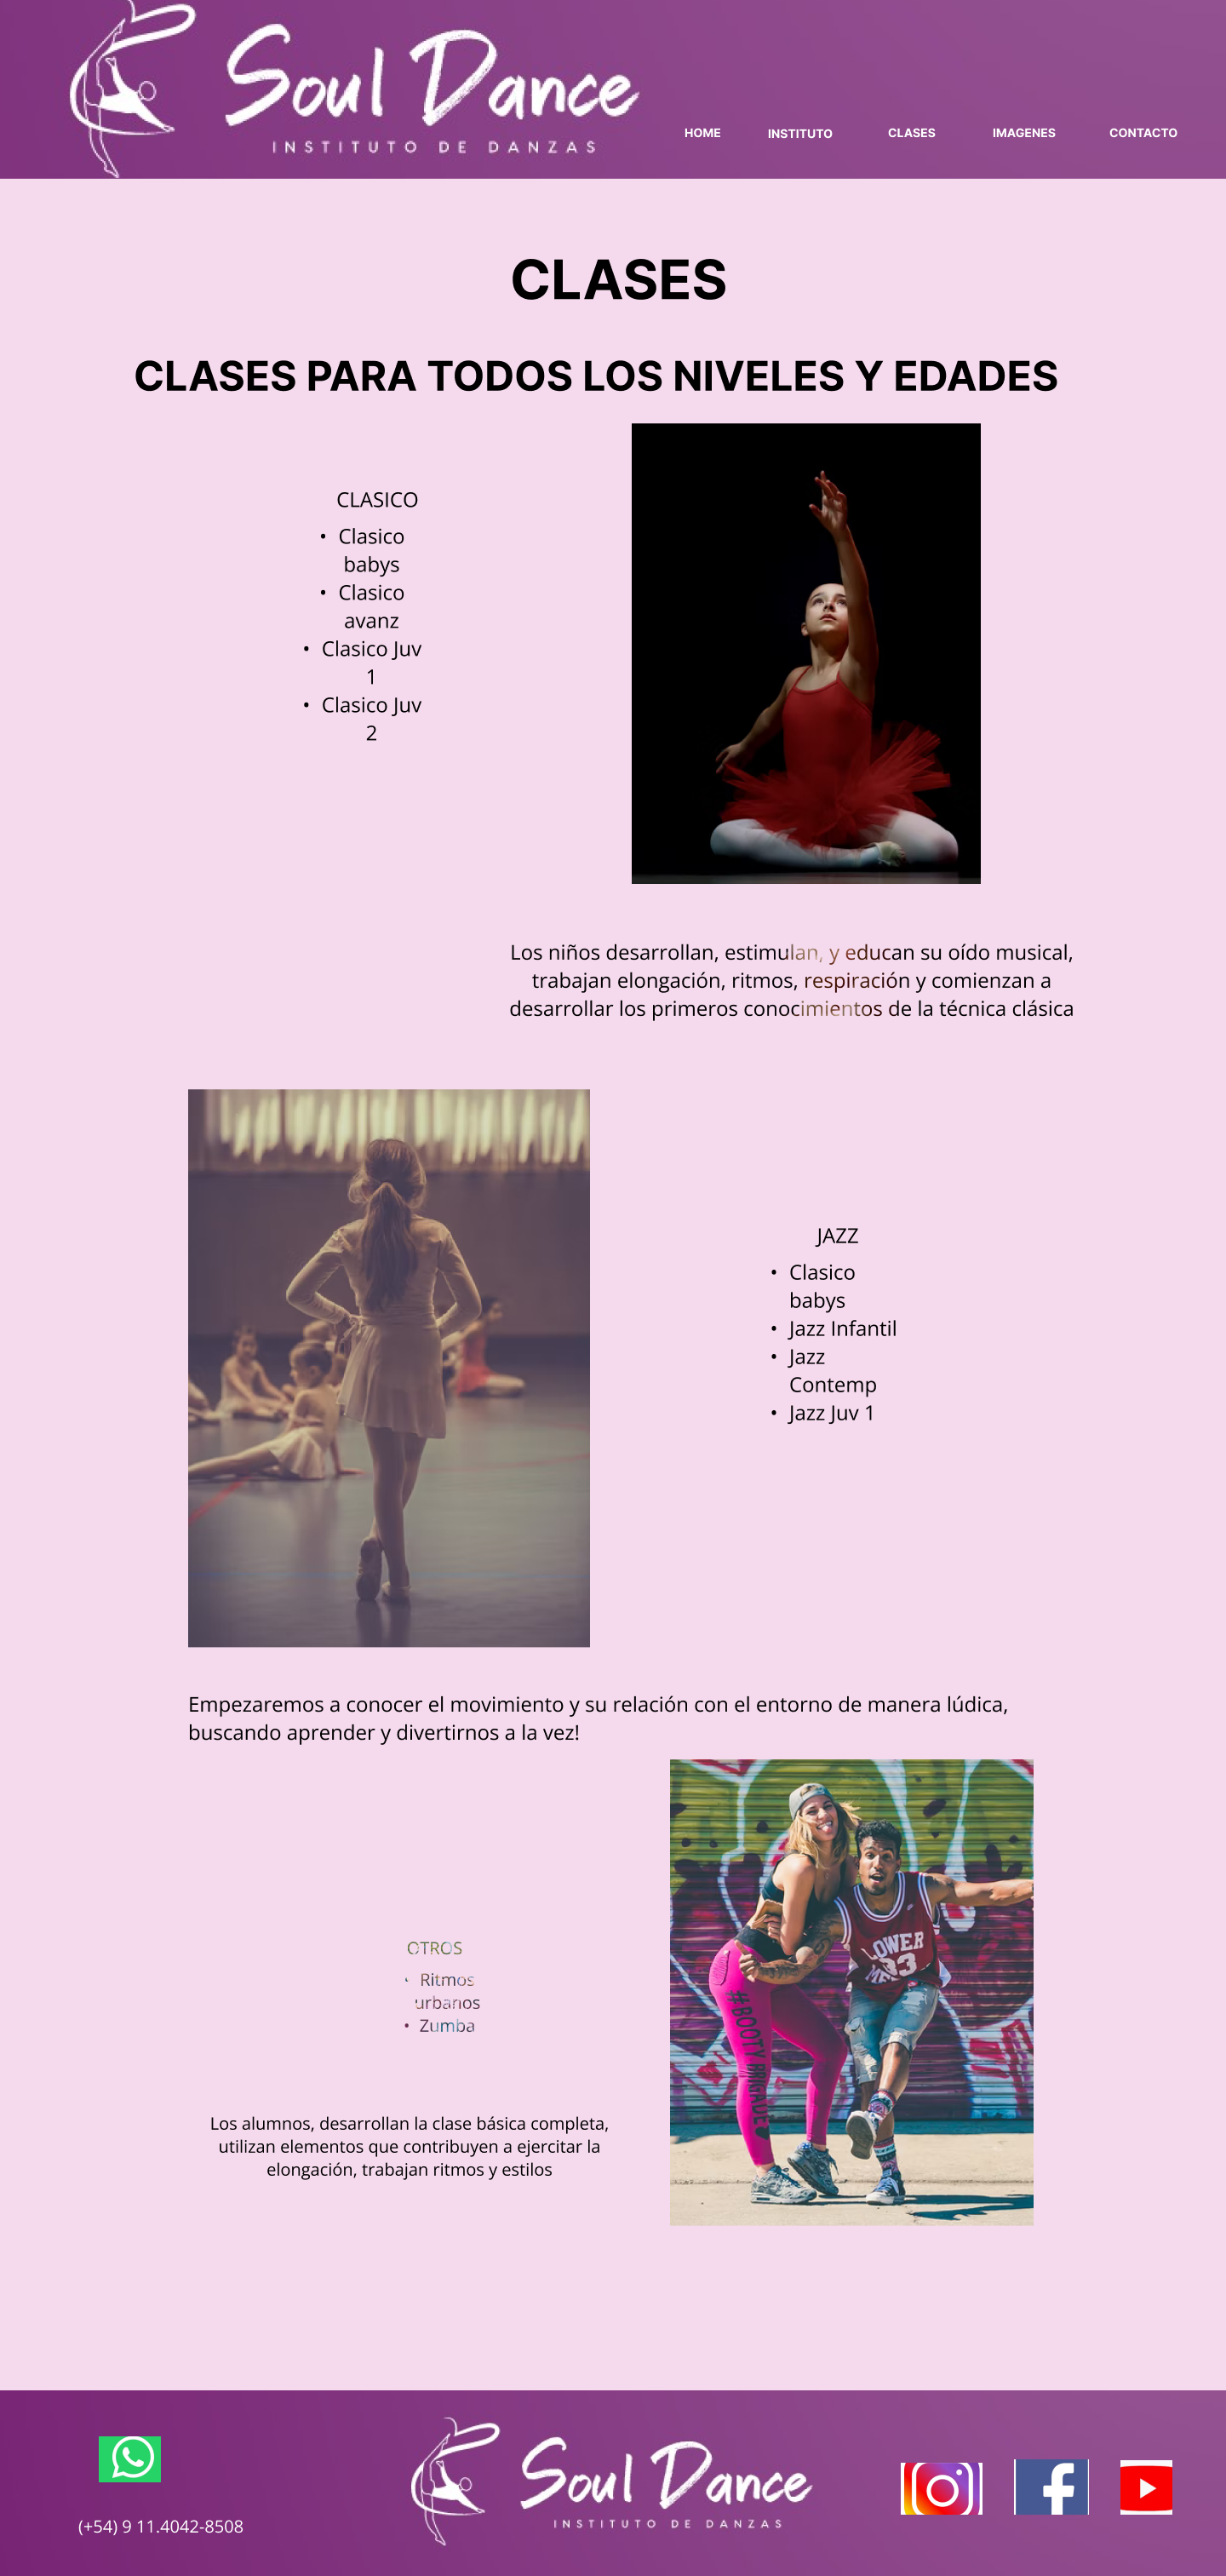 Soul Dance
INSTITUTO DE DANZAS
HOME INSTITUTO CLASES IMAGENES CONTACTO
CLASES
CLASES PARA TODOS LOS NIVELES Y EDADES
CLASICO
• Clasico
babys
• Clasico
avanz
• Clasico Juv
1
• Clasico Juv
2
Los niños desarrollan, estimulan, y educan su oído musical,
trabajan elongación, ritmos, respiración y comienzan a
desarrollar los primeros conocimientos de la técnica clásica
JAZZ
• Clasico
babys
• Jazz Infantil
• Jazz
Contemp
• Jazz Juv 1
Empezaremos a conocer el movimiento y su relación con el entorno de manera lúdica,
buscando aprender y divertirnos a la vez!
LOWER
93
#BOOTY BRIGADE
OTROS
• Ritmos
urbanos
• Zumba
Los alumnos, desarrollan la clase básica completa,
utilizan elementos que contribuyen a ejercitar la
elongación, trabajan ritmos y estilos
Soul Dance
INSTITUTO DE DANZAS
(+54) 9 11.4042-8508